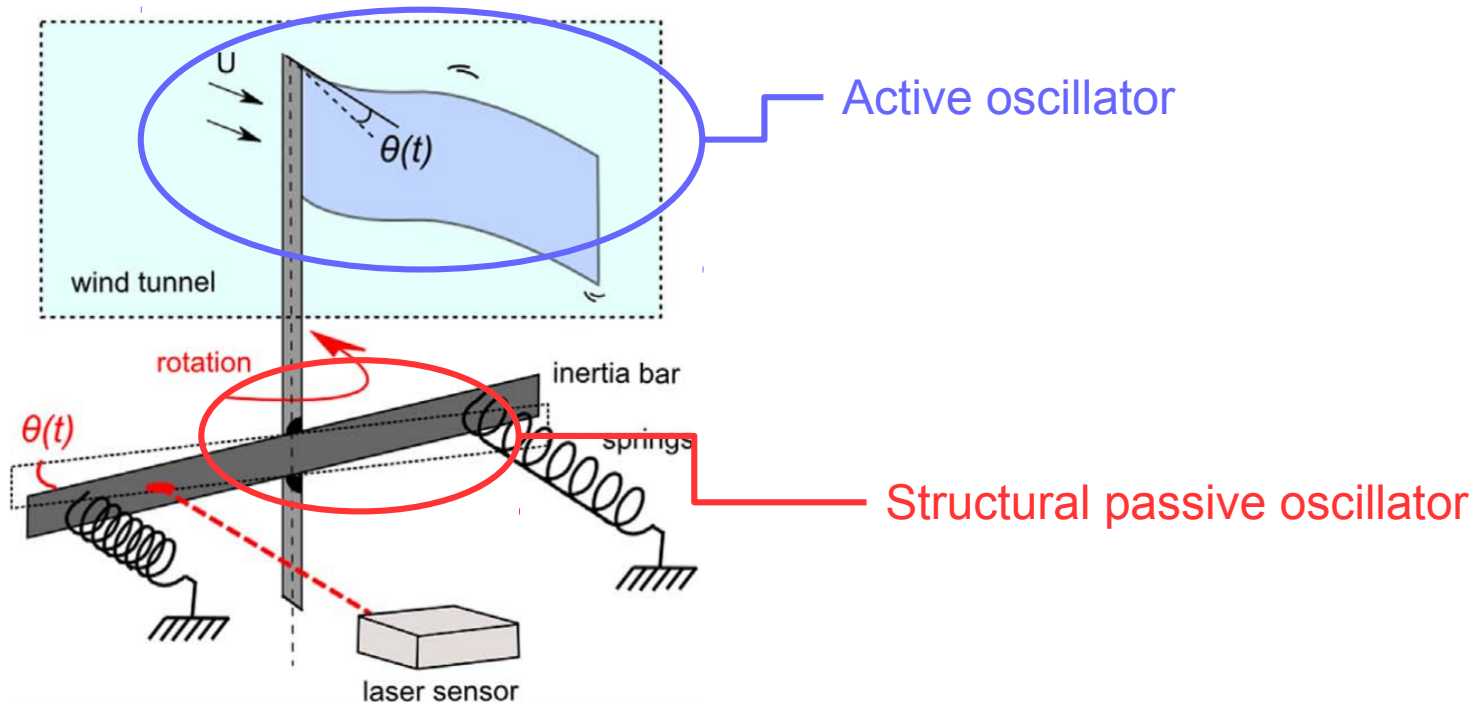 U
Active oscillator
θ(t)
wind tunnel
rotation
inertia bar
θ(t)
springs
Structural passive oscillator
laser sensor